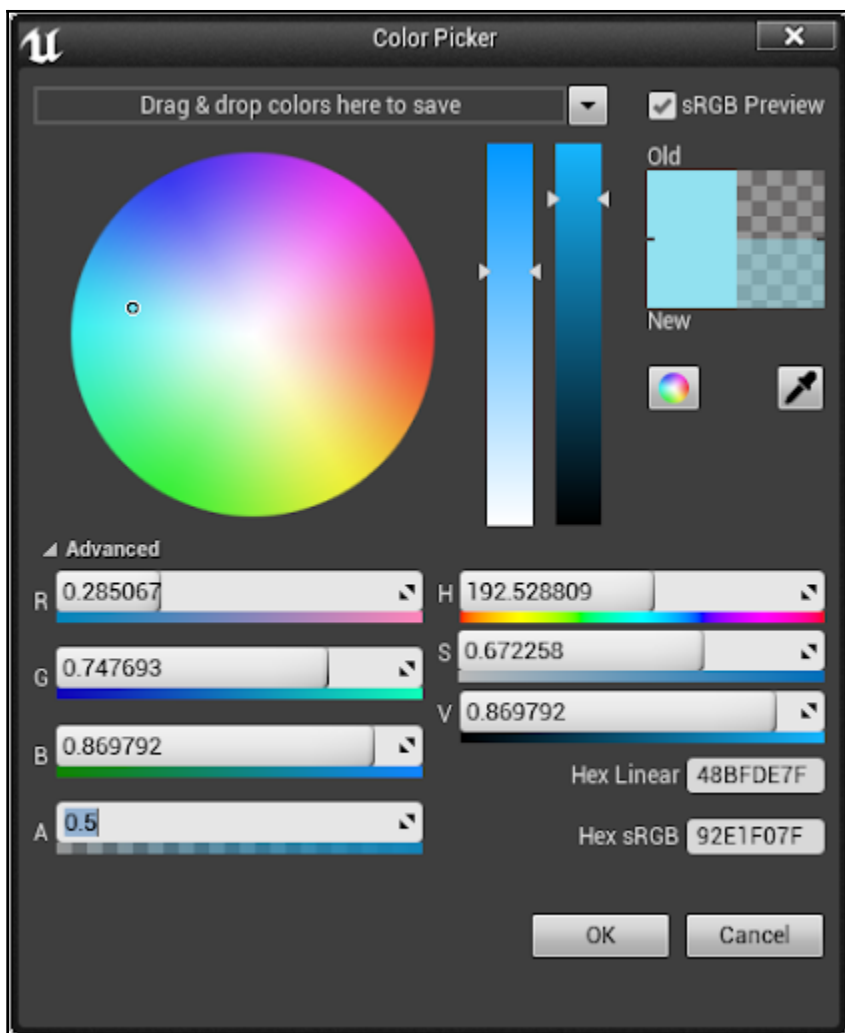 Color Picker
Drag & drop colors here to save
sRGB Preview
Old
New
Advanced
R 0.285067
H 192.528809
G 0.747693
S 0.672258
V 0.869792
B 0.869792
Hex Linear 48BFDE7F
A 0.5
Hex sRGB 92E1F07F
OK
Cancel